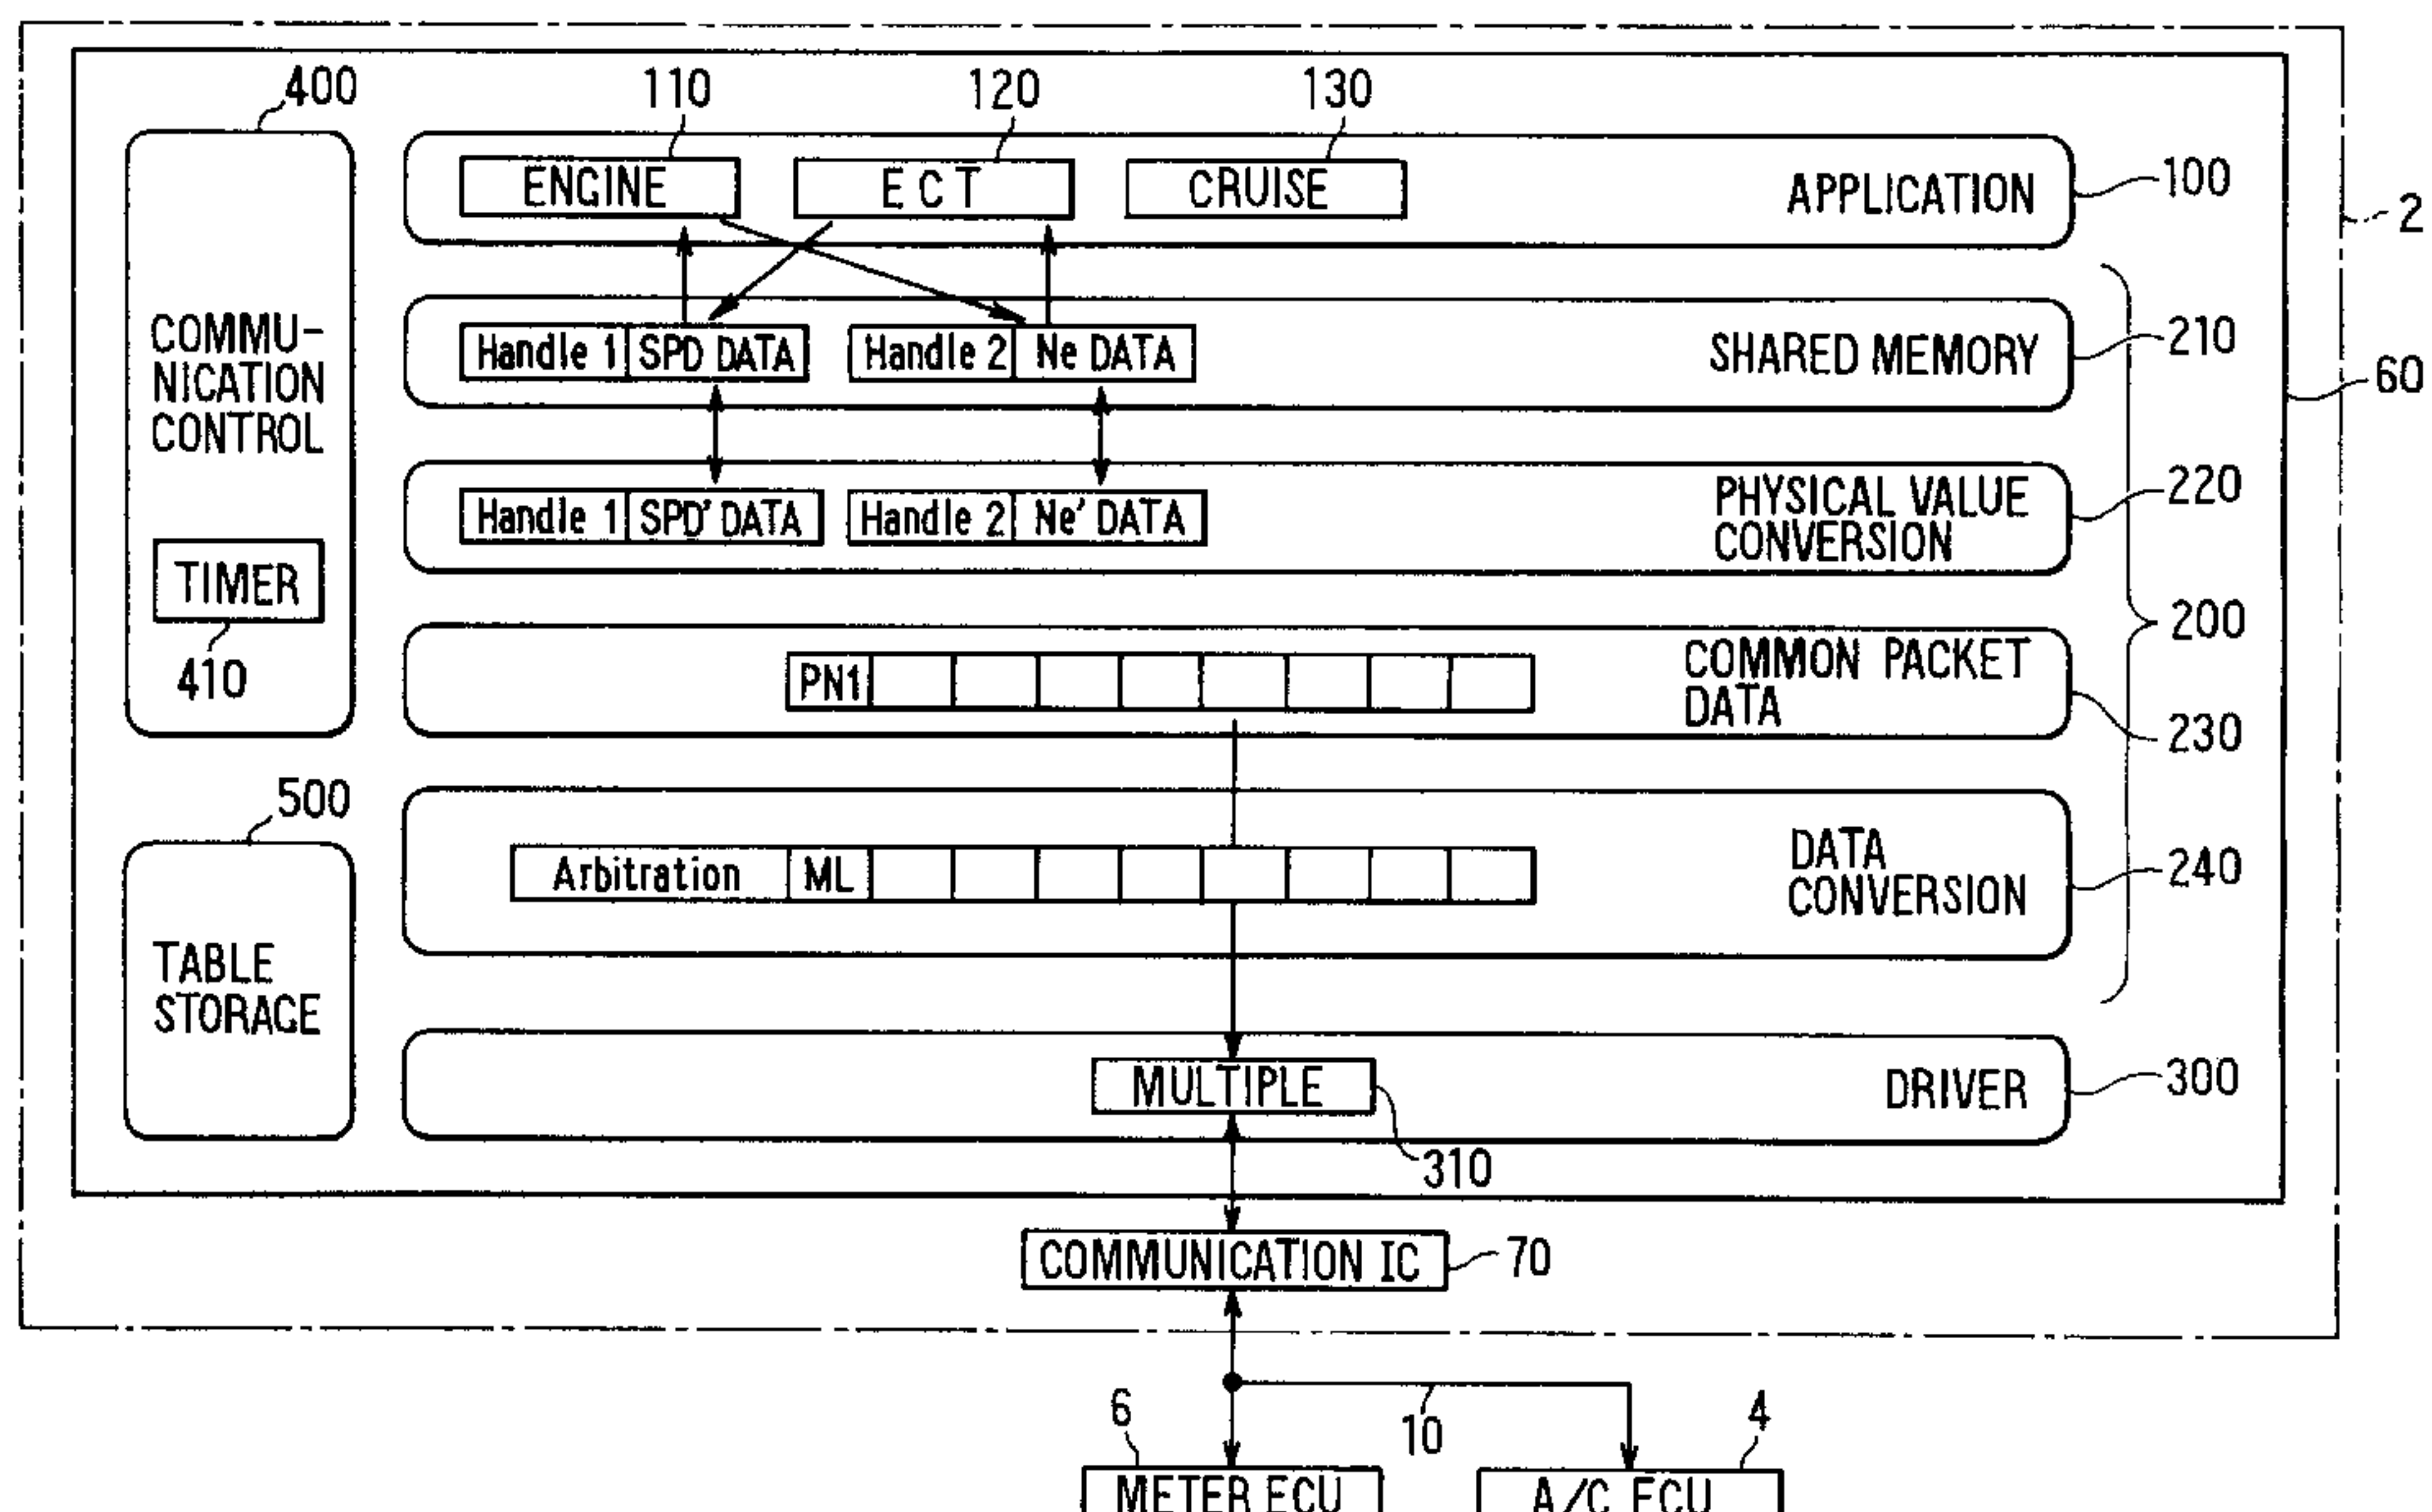 400
110
120
130
ENGINE
E C T
CRUISE
APPLICATION
100
2
COMMU-
NICATION
CONTROL
Handle 1 SPD DATA
Handle 2 Ne DATA
SHARED MEMORY
210
60
Handle 1 SPD' DATA
Handle 2 Ne' DATA
PHYSICAL VALUE
CONVERSION
220
TIMER
410
200
PN1
COMMON PACKET
DATA
230
500
Arbitration ML
DATA
CONVERSION
240
TABLE
STORAGE
MULTIPLE
DRIVER
300
310
COMMUNICATION IC
70
6
10
4
METER ECU
A/C ECU